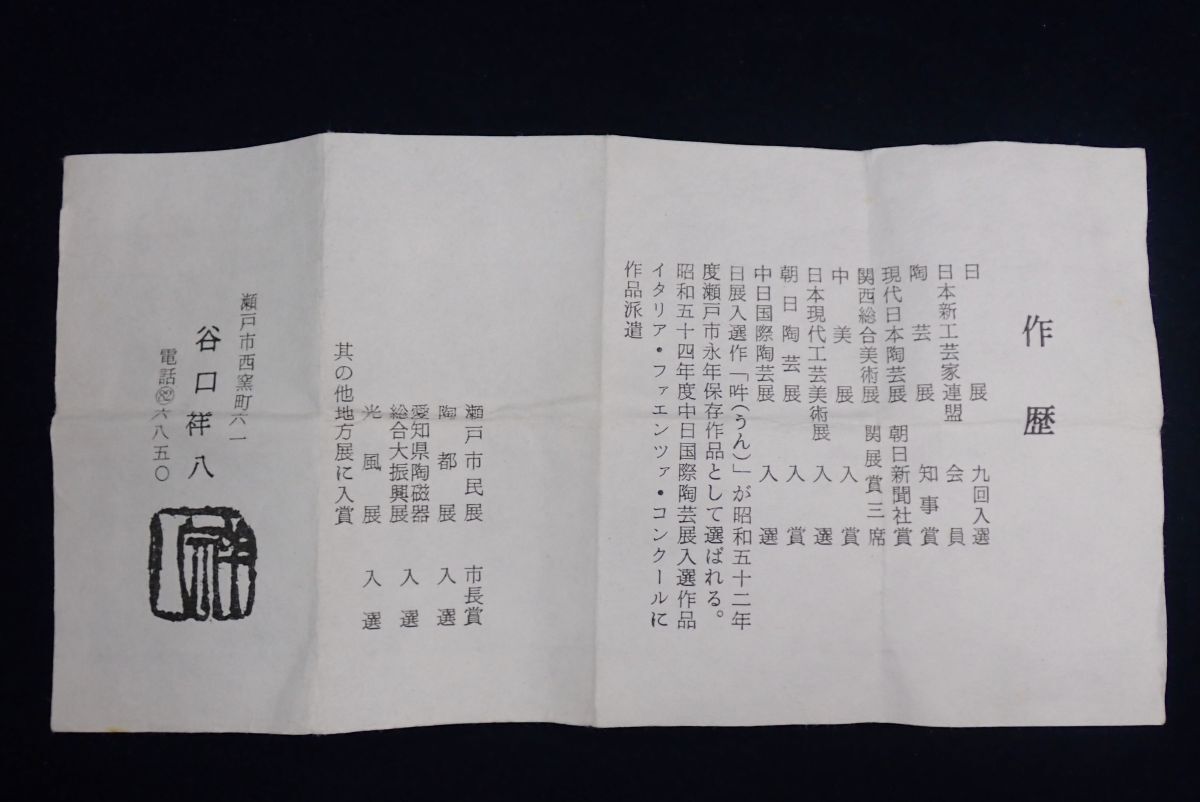 作歴
日展 九回入選
日本新工芸家連盟 会員
陶芸展 知事賞
現代日本陶芸展 朝日新聞社賞
関西総合美術展 関展賞三席
中美展 入賞
日本現代工芸美術展 入選
朝日陶芸展 入賞
中日国際陶芸展 入選
日展入選作「吽(うん)」が昭和五十二年
度瀬戸市永年保存作品として選ばれる。
昭和五十四年度中日国際陶芸展入選作品
イタリア・ファエンツァ・コンクールに
作品派遣
瀬戸市民展 市長賞
陶都展 入選
愛知県陶磁器
総合大振興展 入選
光風展 入選
其の他地方展に入賞
瀬戸市西窯町六一
谷口祥八
電話㊷六八五〇